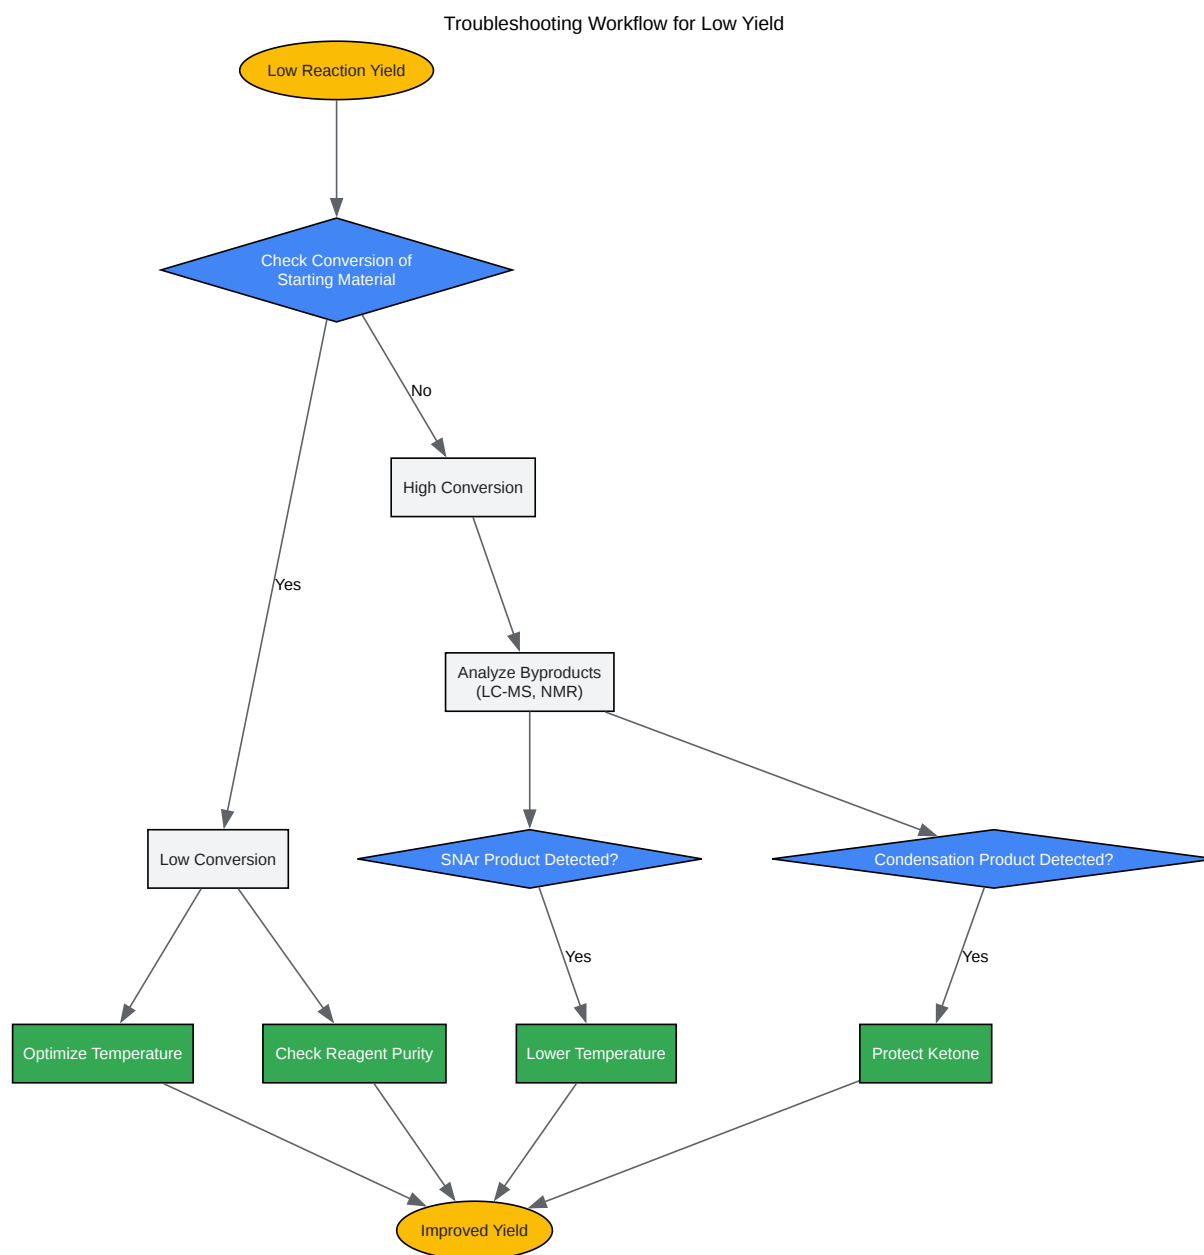 Troubleshooting Workflow for Low Yield
Low Reaction Yield
Check Conversion of
Starting Material
No
High Conversion
Yes
Analyze Byproducts
(LC-MS, NMR)
Low Conversion
SNAr Product Detected?
Condensation Product Detected?
Yes
Yes
Optimize Temperature
Check Reagent Purity
Lower Temperature
Protect Ketone
Improved Yield